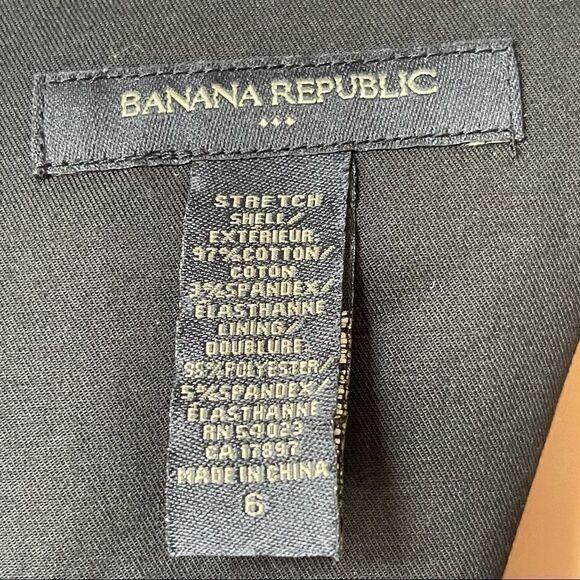 BANANA REPUBLIC
STRETCH
SHELL/
EXTERIEUR
97%COTTON/
COTON
3%SPANDEX/
ÉLASTHANNE
LINING/
DOUBLURE
95%POLYESTER/
5%SPANDEX/
ÉLASTHANNE
RN 54023
CA 17897
MADE IN CHINA
6